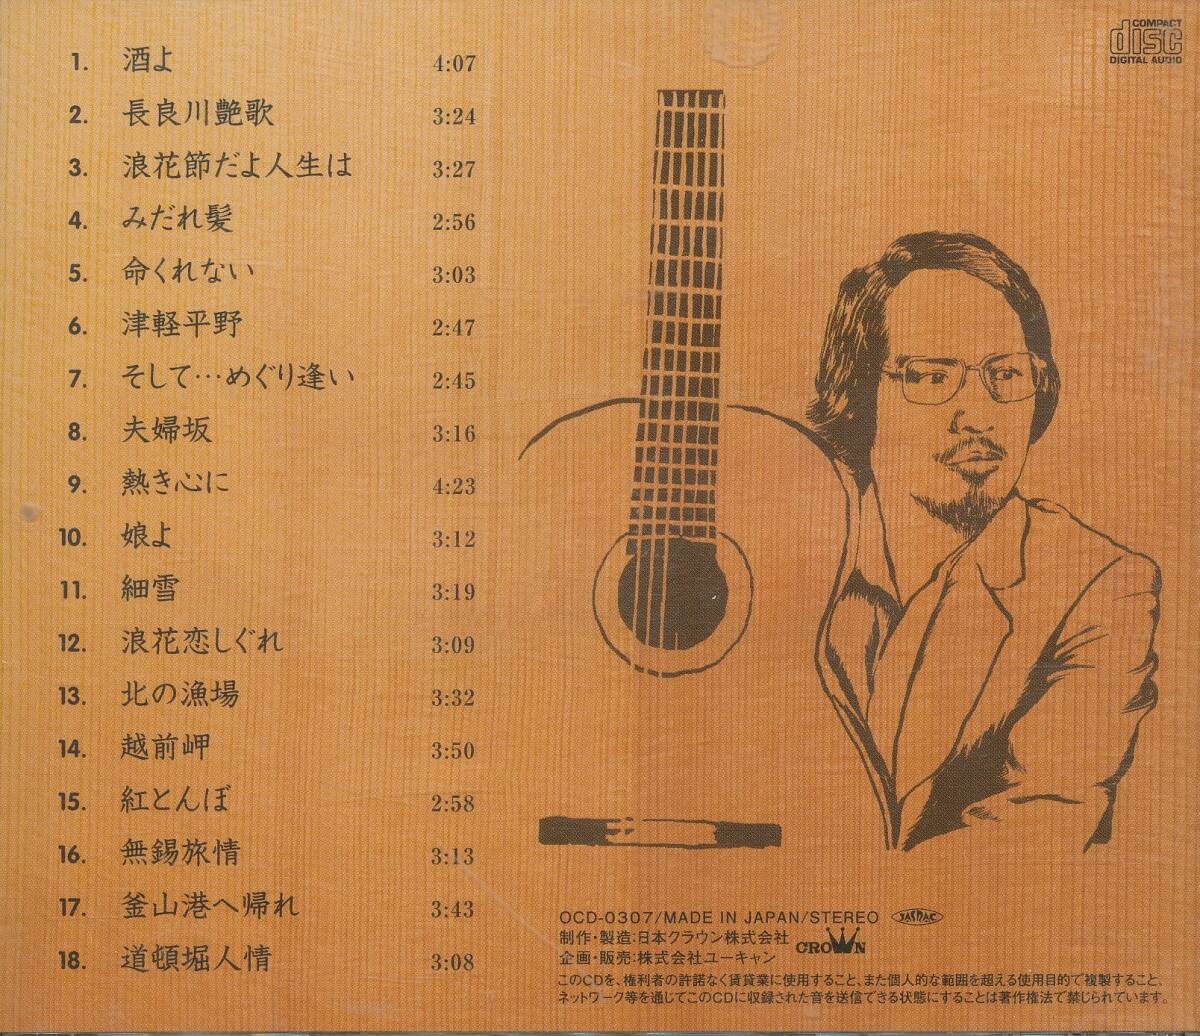 1. 酒よ 4:07
2. 長良川艶歌 3:24
3. 浪花節だよ人生は 3:27
4. みだれ髪 2:56
5. 命くれない 3:03
6. 津軽平野 2:47
7. そして…めぐり逢い 2:45
8. 夫婦坂 3:16
9. 熱き心に 4:23
10. 娘よ 3:12
11. 細雪 3:19
12. 浪花恋しぐれ 3:09
13. 北の漁場 3:32
14. 越前岬 3:50
15. 紅とんぼ 2:58
16. 無錫旅情 3:13
17. 釜山港へ帰れ 3:43
18. 道頓堀人情 3:08
COMPACT
disc
DIGITAL AUDIO
OCD-0307/MADE IN JAPAN/STEREO JASRAC
制作・製造:日本クラウン株式会社 CROWN
企画・販売:株式会社ユーキャン
このCDを、権利者の許諾なく賃貸業に使用すること、また個人的な範囲を超える使用目的で複製すること、
ネットワーク等を通じてこのCDに収録された音を送信できる状態にすることは著作権法で禁じられています。